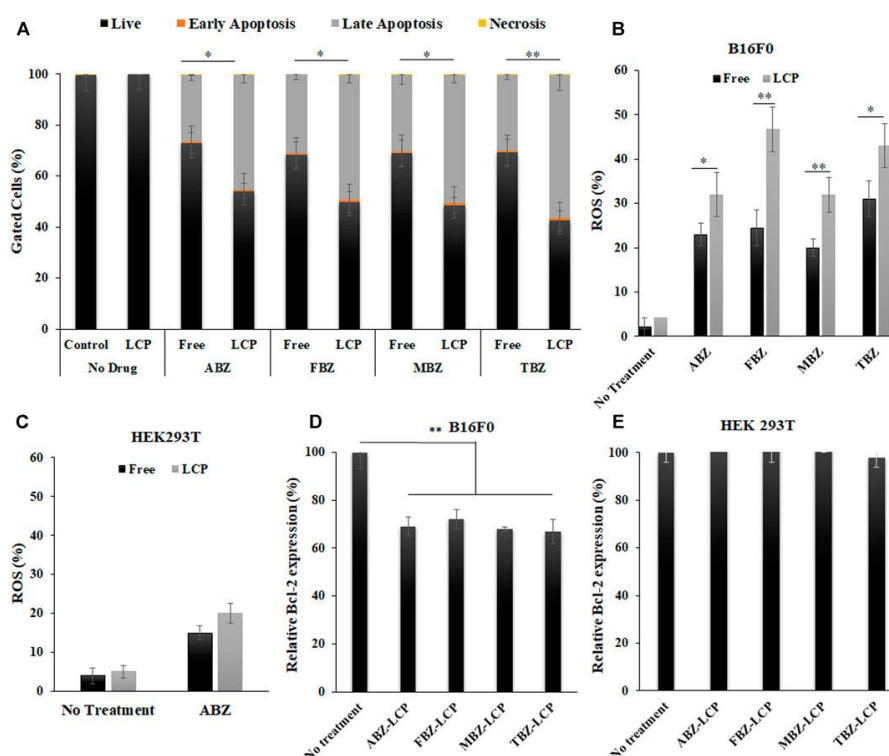 A
Live Early Apoptosis Late Apoptosis Necrosis
* * * **
Gated Cells (%)
100
80
60
40
20
0
Control LCP Free LCP Free LCP Free LCP Free LCP
No Drug ABZ FBZ MBZ TBZ
B
B16F0
Free LCP
ROS (%)
60
50
40
30
20
10
0
* ** ** *
No Treatment ABZ FBZ MBZ TBZ
C
HEK293T
Free LCP
ROS (%)
60
50
40
30
20
10
0
No Treatment ABZ
D
** B16F0
Relative Bcl-2 expression (%)
100
80
60
40
20
0
No treatment ABZ-LCP FBZ-LCP MBZ-LCP TBZ-LCP
E
HEK 293T
Relative Bcl-2 expression (%)
100
80
60
40
20
0
No treatment ABZ-LCP FBZ-LCP MBZ-LCP TBZ-LCP